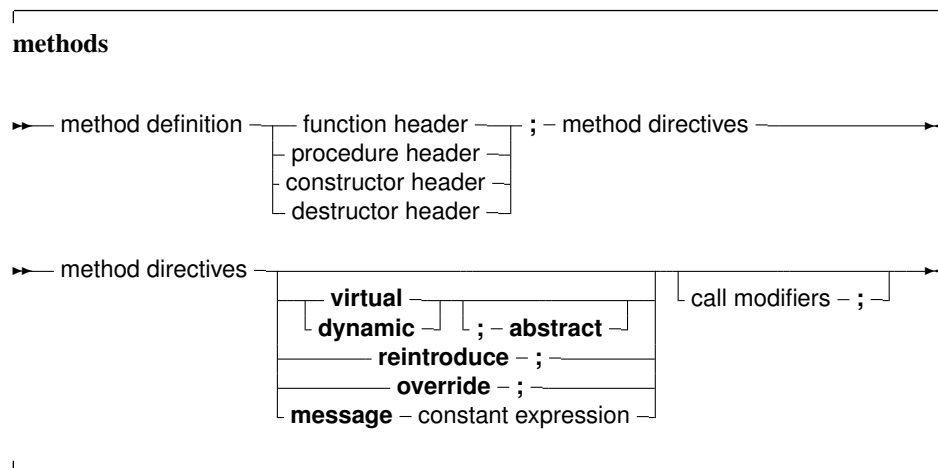 methods
method definition function header ; method directives
procedure header
constructor header
destructor header
method directives
virtual call modifiers ;
dynamic ; abstract
reintroduce ;
override ;
message constant expression